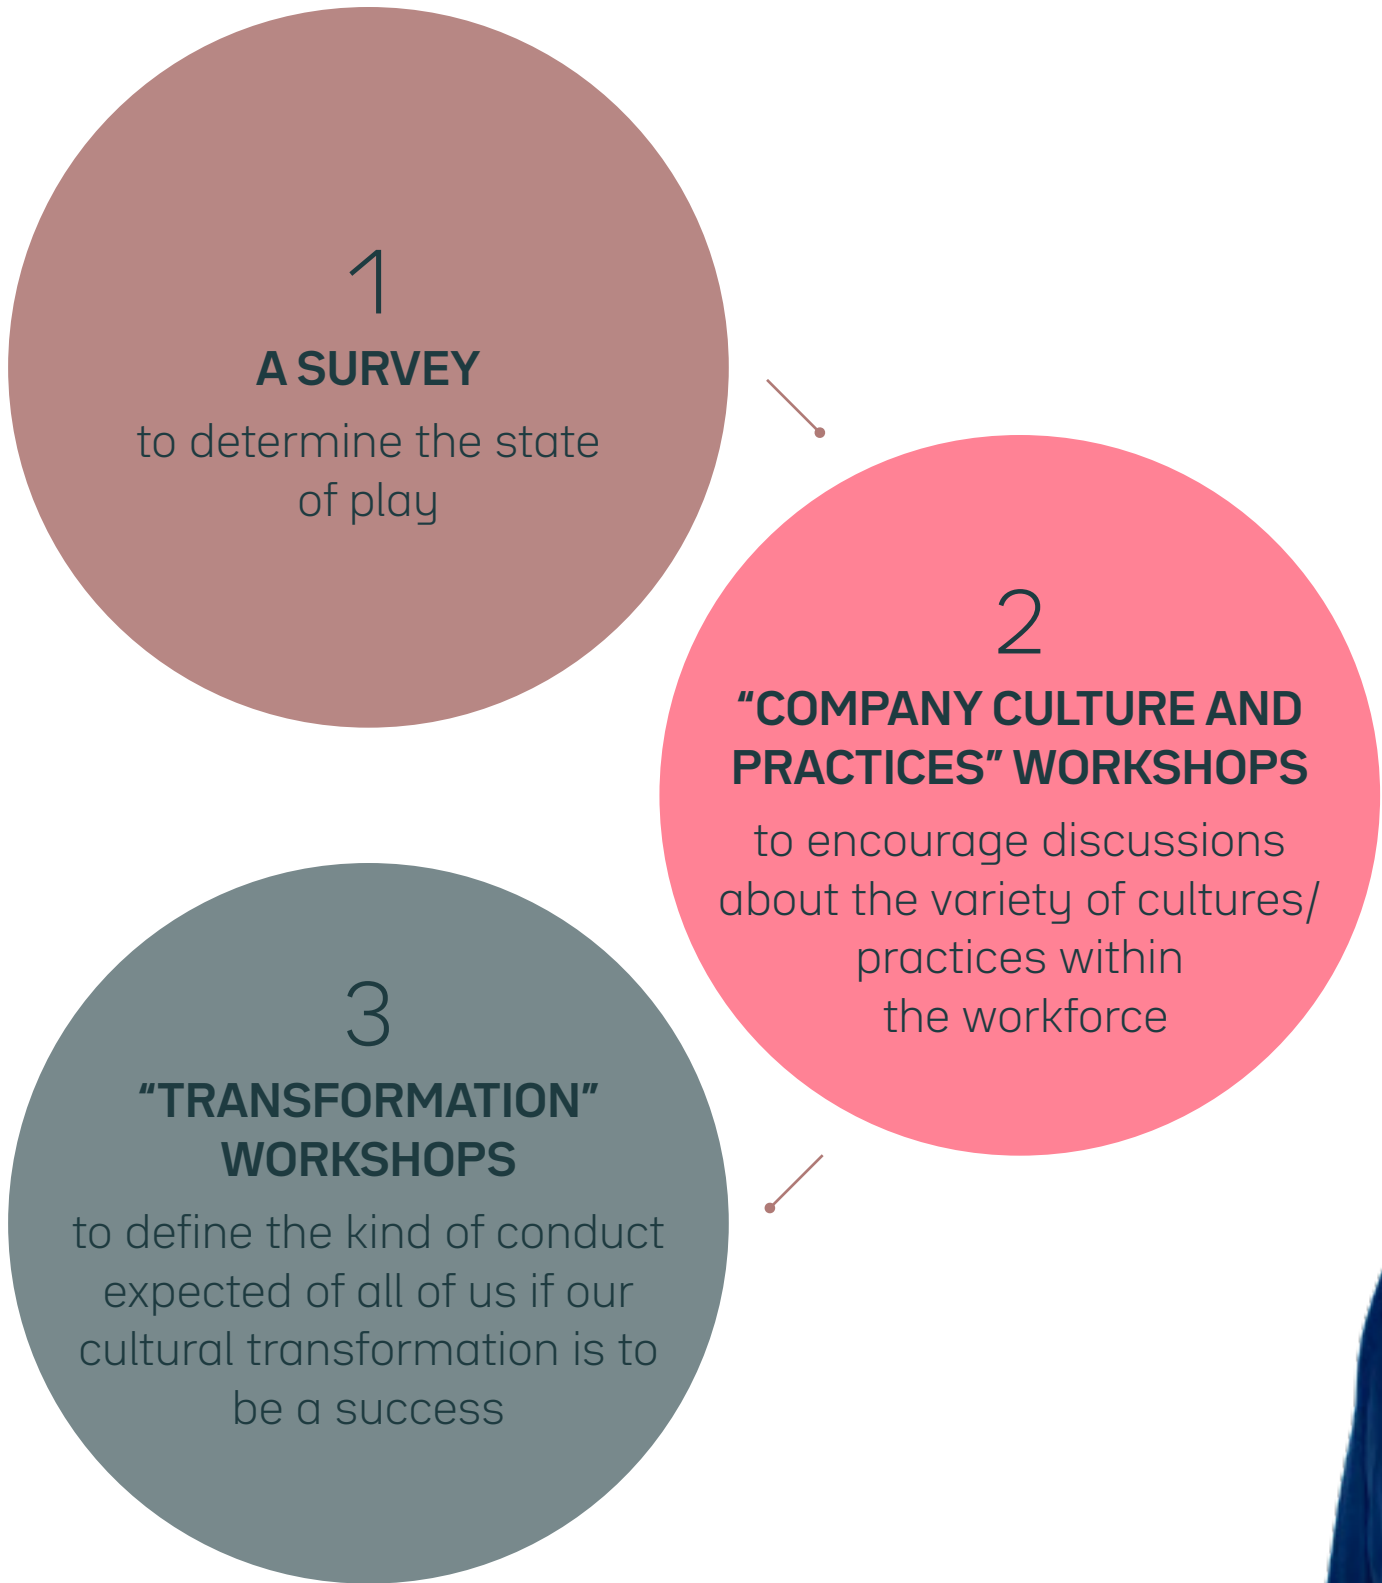 1
A SURVEY
to determine the state
of play
2
“COMPANY CULTURE AND
PRACTICES” WORKSHOPS
to encourage discussions
about the variety of cultures/
practices within
the workforce
3
“TRANSFORMATION”
WORKSHOPS
to define the kind of conduct
expected of all of us if our
cultural transformation is to
be a success